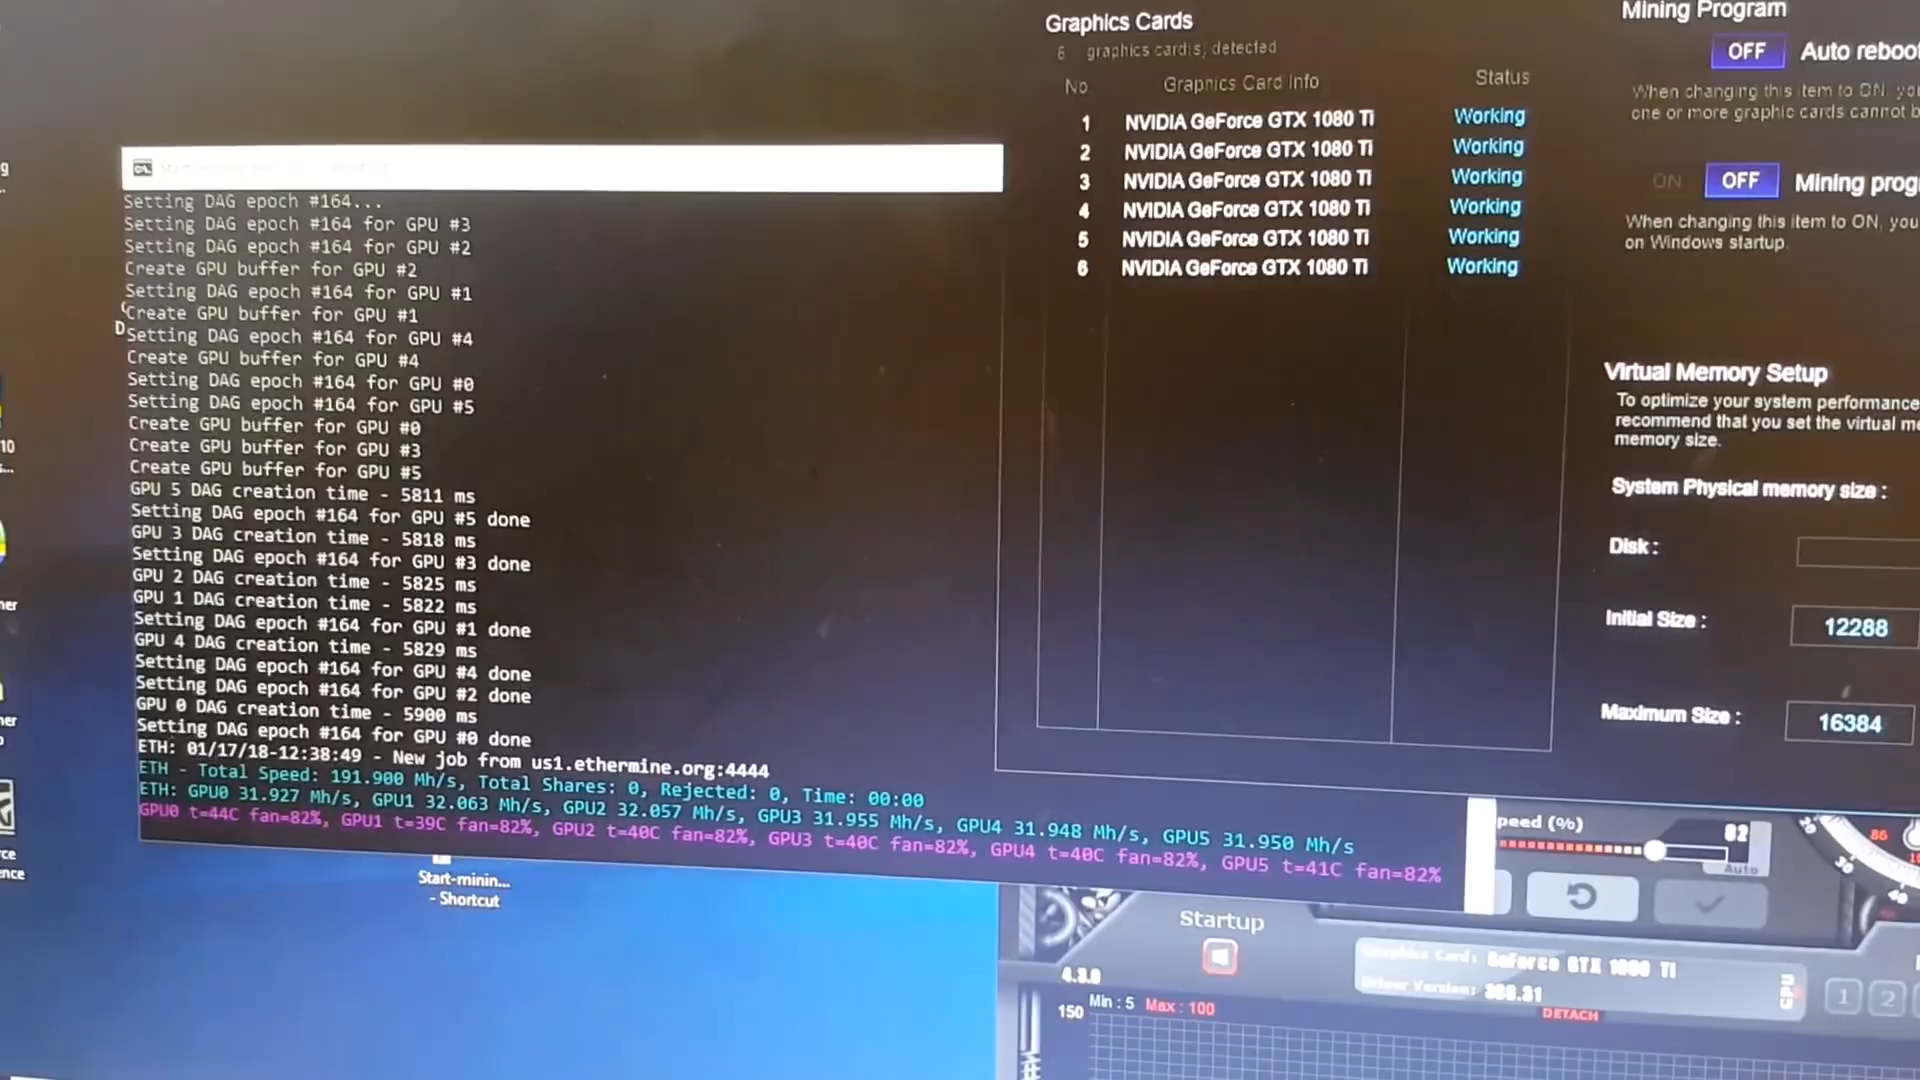 Setting DAG epoch #164...
Setting DAG epoch #164 for GPU #3
Setting DAG epoch #164 for GPU #2
Create GPU buffer for GPU #2
Setting DAG epoch #164 for GPU #1
Create GPU buffer for GPU #1
Setting DAG epoch #164 for GPU #4
Create GPU buffer for GPU #4
Setting DAG epoch #164 for GPU #0
Setting DAG epoch #164 for GPU #5
Create GPU buffer for GPU #0
Create GPU buffer for GPU #3
Create GPU buffer for GPU #5
GPU 5 DAG creation time - 5811 ms
Setting DAG epoch #164 for GPU #5 done
GPU 3 DAG creation time - 5818 ms
Setting DAG epoch #164 for GPU #3 done
GPU 2 DAG creation time - 5825 ms
GPU 1 DAG creation time - 5822 ms
Setting DAG epoch #164 for GPU #1 done
GPU 4 DAG creation time - 5829 ms
Setting DAG epoch #164 for GPU #4 done
Setting DAG epoch #164 for GPU #2 done
GPU 0 DAG creation time - 5900 ms
Setting DAG epoch #164 for GPU #0 done
ETH: 01/17/18-12:38:49 - New job from us1.ethermine.org:4444
ETH - Total Speed: 191.900 Mh/s, Total Shares: 0, Rejected: 0, Time: 00:00
ETH: GPU0 31.927 Mh/s, GPU1 32.063 Mh/s, GPU2 32.057 Mh/s, GPU3 31.955 Mh/s, GPU4 31.948 Mh/s, GPU5 31.950 Mh/s
GPU0 t=44C fan=82%, GPU1 t=39C fan=82%, GPU2 t=40C fan=82%, GPU3 t=40C fan=82%, GPU4 t=40C fan=82%, GPU5 t=41C fan=82%
Start-minin...
- Shortcut
Graphics Cards
6 graphics card(s) detected
No Graphics Card Info Status
1 NVIDIA GeForce GTX 1080 Ti Working
2 NVIDIA GeForce GTX 1080 Ti Working
3 NVIDIA GeForce GTX 1080 Ti Working
4 NVIDIA GeForce GTX 1080 Ti Working
5 NVIDIA GeForce GTX 1080 Ti Working
6 NVIDIA GeForce GTX 1080 Ti Working
Mining Program
OFF Auto reboot
When changing this item to ON, you
one or more graphic cards cannot b
ON OFF Mining prog
When changing this item to ON, you
on Windows startup.
Virtual Memory Setup
To optimize your system performance
recommend that you set the virtual me
memory size.
System Physical memory size :
Disk :
Initial Size : 12288
Maximum Size : 16384
peed (%) 82
Auto
Startup
4.3.0
Graphics Card: GeForce GTX 1080 Ti
Driver Version:
DETACH
Min : 5 Max : 100
150
1 2